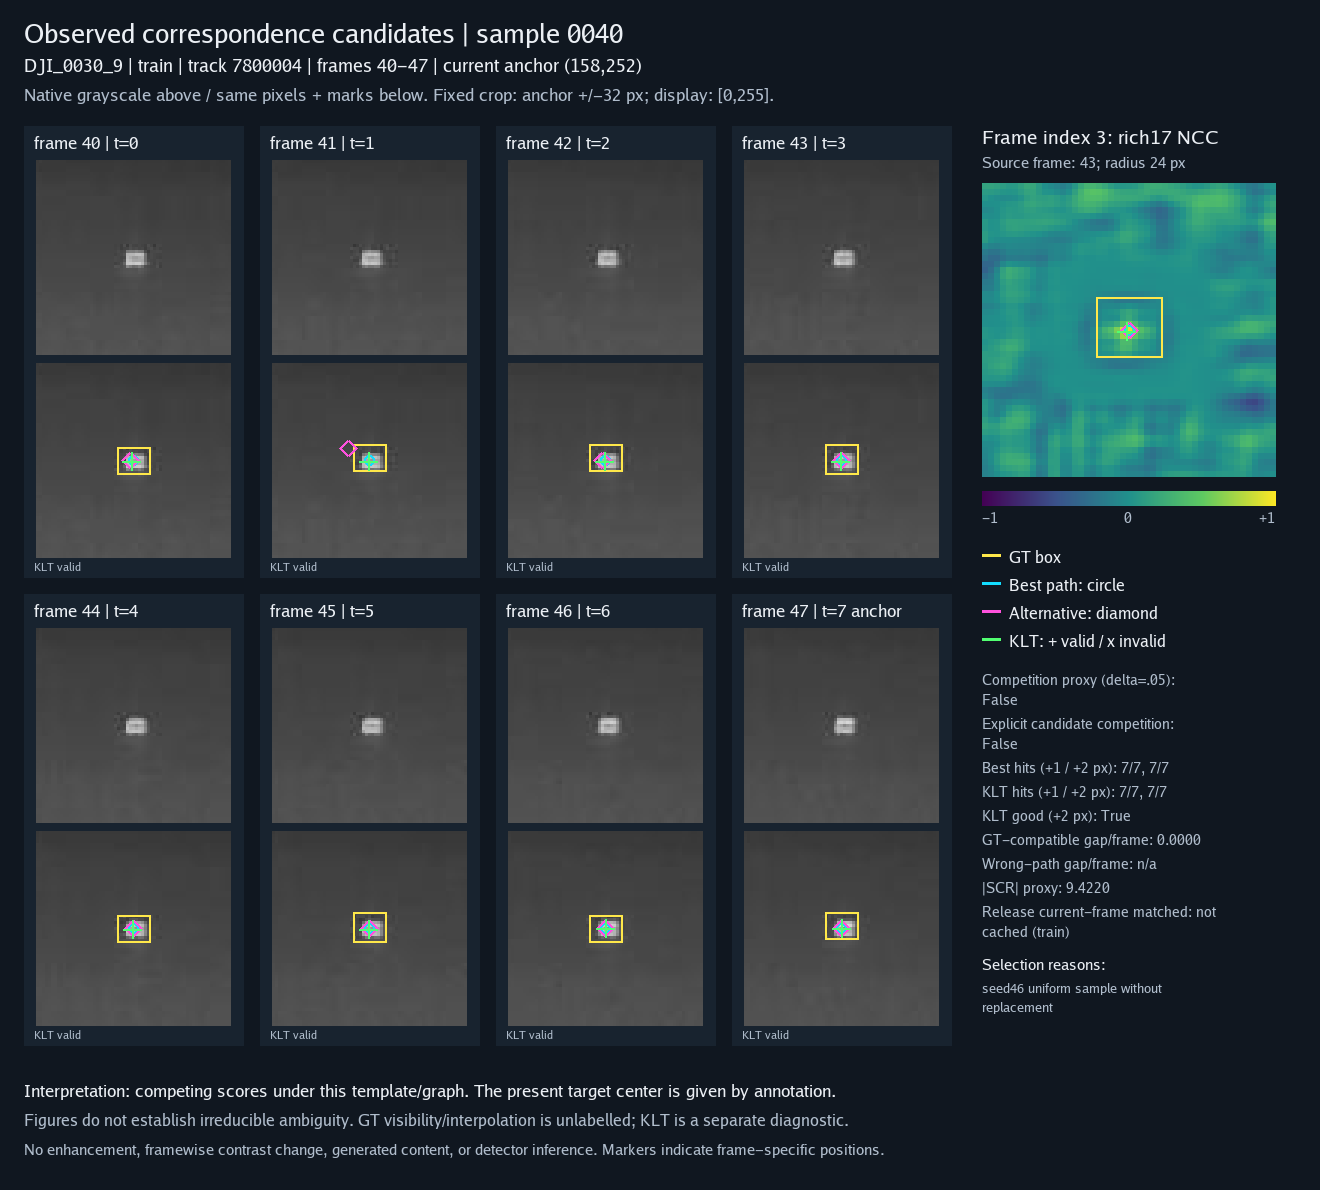 Observed correspondence candidates | sample 0040
DJI_0030_9 | train | track 7800004 | frames 40–47 | current anchor (158,252)
Native grayscale above / same pixels + marks below. Fixed crop: anchor +/−32 px; display: [0,255].
frame 40 | t=0
frame 41 | t=1
frame 42 | t=2
frame 43 | t=3
KLT valid
KLT valid
KLT valid
KLT valid
frame 44 | t=4
frame 45 | t=5
frame 46 | t=6
frame 47 | t=7 anchor
KLT valid
KLT valid
KLT valid
KLT valid
Frame index 3: rich17 NCC
Source frame: 43; radius 24 px
−1
0
+1
GT box
Best path: circle
Alternative: diamond
KLT: + valid / x invalid
Competition proxy (delta=.05):
False
Explicit candidate competition:
False
Best hits (+1 / +2 px): 7/7, 7/7
KLT hits (+1 / +2 px): 7/7, 7/7
KLT good (+2 px): True
GT−compatible gap/frame: 0.0000
Wrong−path gap/frame: n/a
|SCR| proxy: 9.4220
Release current−frame matched: not
cached (train)
Selection reasons:
seed46 uniform sample without
replacement
Interpretation: competing scores under this template/graph. The present target center is given by annotation.
Figures do not establish irreducible ambiguity. GT visibility/interpolation is unlabelled; KLT is a separate diagnostic.
No enhancement, framewise contrast change, generated content, or detector inference. Markers indicate frame−specific positions.